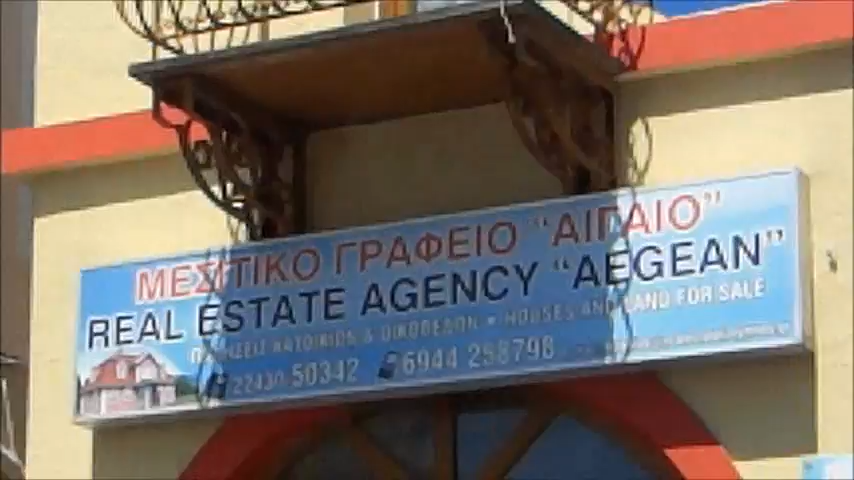 ΜΕΣΙΤΙΚΟ ΓΡΑΦΕΙΟ "ΑΙΓΑΙΟ"
REAL ESTATE AGENCY "AEGEAN"
ΠΩΛΗΣΕΙΣ ΚΑΤΟΙΚΙΩΝ & ΟΙΚΟΠΕΔΩΝ • HOUSES AND LAND FOR SALE
22430 50342 6944 258798